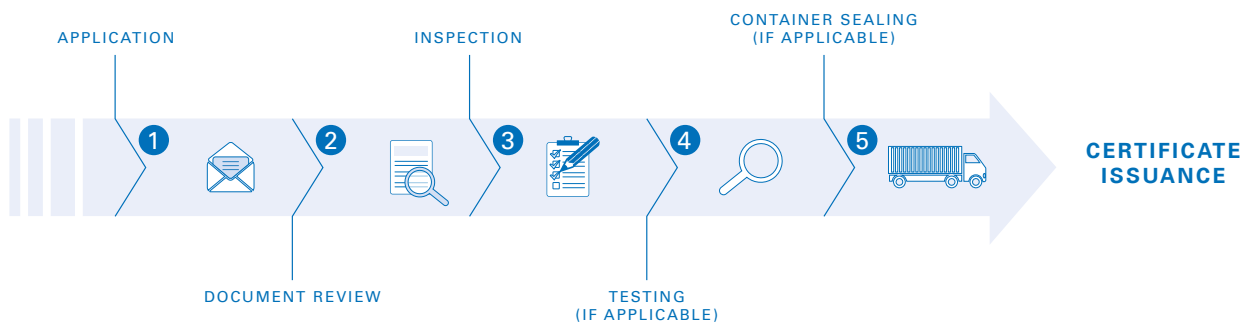 APPLICATION
INSPECTION
CONTAINER SEALING
(IF APPLICABLE)
1
2
3
4
5
CERTIFICATE
ISSUANCE
DOCUMENT REVIEW
TESTING
(IF APPLICABLE)